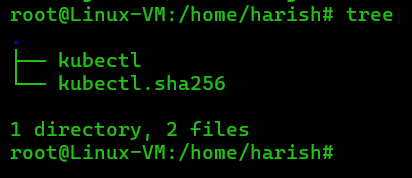 root@Linux-VM:/home/harish# tree
.
├── kubectl
└── kubectl.sha256
1 directory, 2 files
root@Linux-VM:/home/harish#